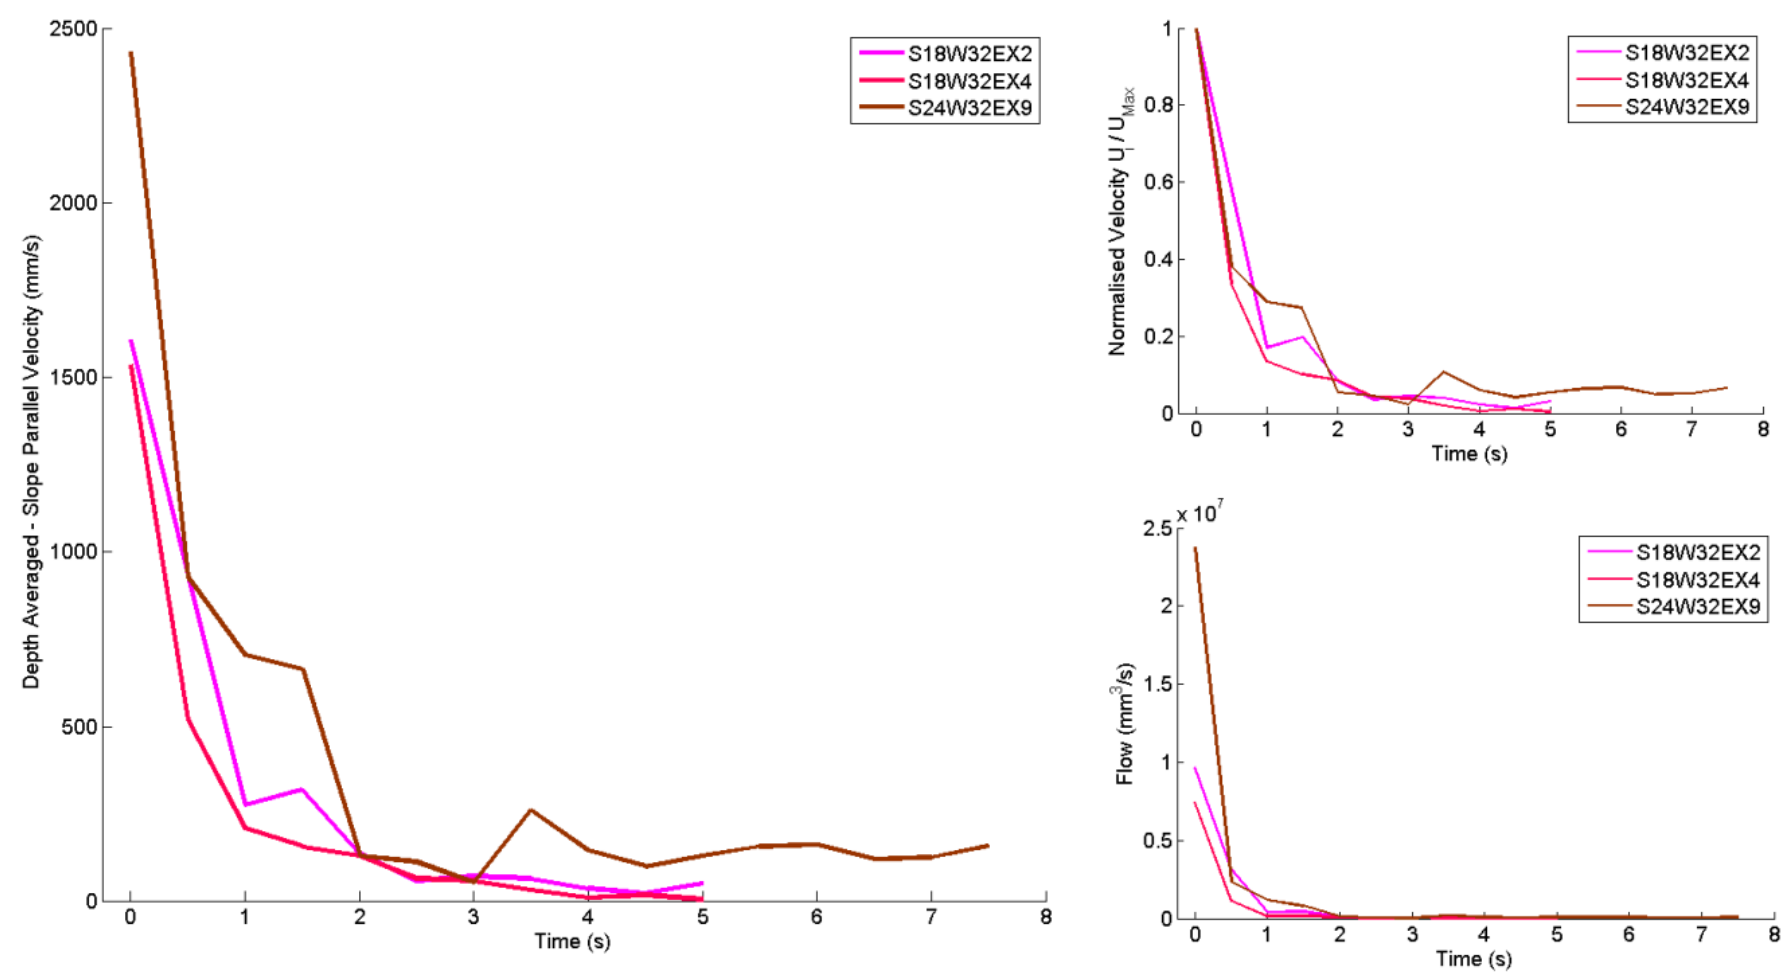 2500
2000
1500
1000
500
0
Depth Averaged - Slope Parallel Velocity (mm/s)
S18W32EX2
S18W32EX4
S24W32EX9
0 1 2 3 4 5 6 7 8
Time (s)
1
0.8
0.6
0.4
0.2
0
Normalised Velocity U_i / U_Max
S18W32EX2
S18W32EX4
S24W32EX9
0 1 2 3 4 5 6 7 8
Time (s)
x 10^7
2.5
2
1.5
1
0.5
0
Flow (mm^3/s)
S18W32EX2
S18W32EX4
S24W32EX9
0 1 2 3 4 5 6 7 8
Time (s)